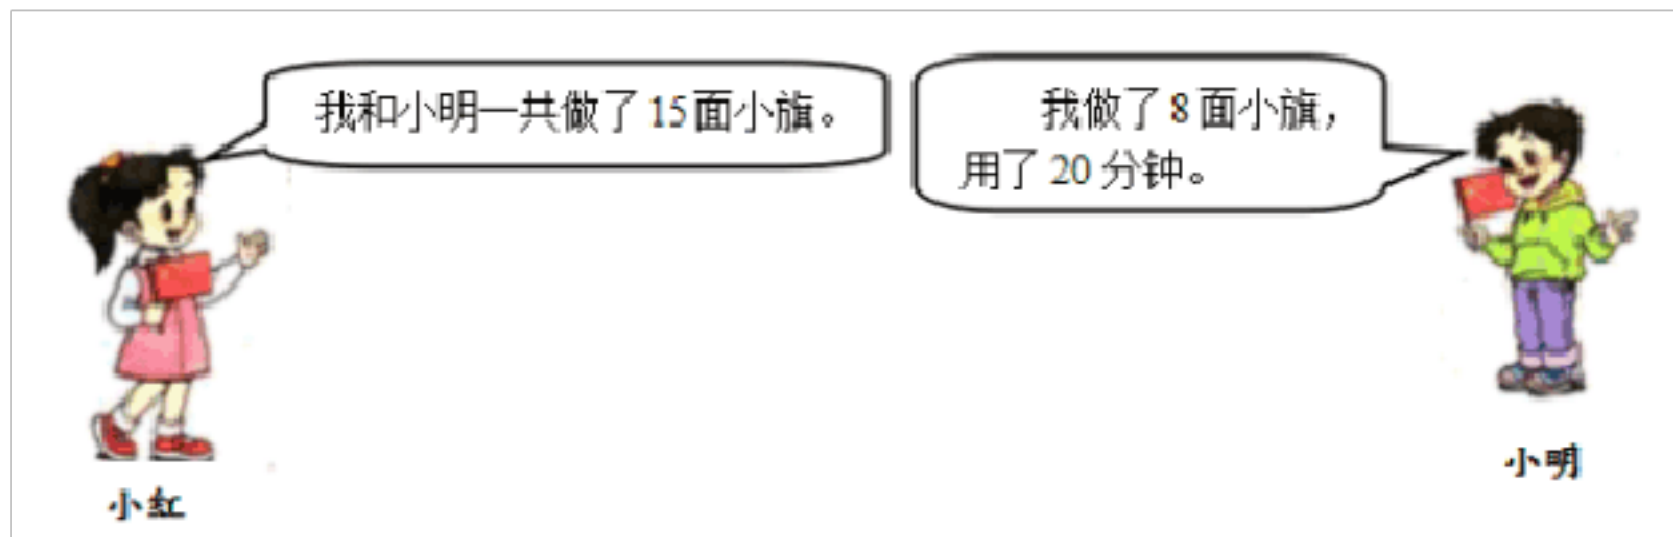 我和小明一共做了15面小旗。
我做了8面小旗，
用了20分钟。
小红
小明